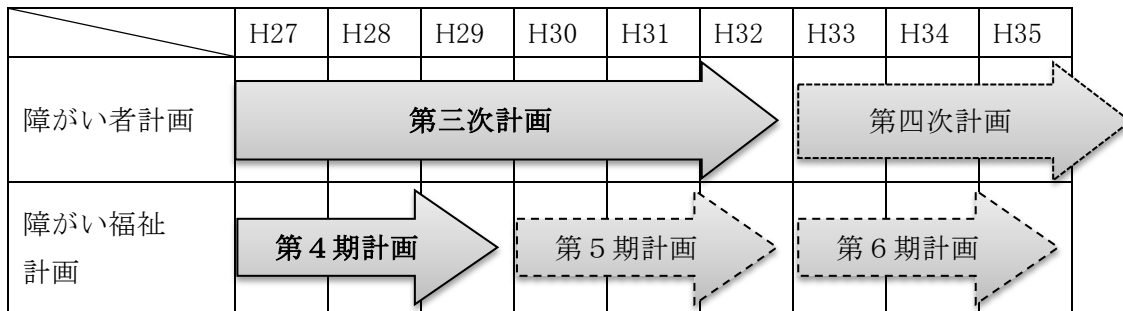 H27 H28 H29 H30 H31 H32 H33 H34 H35
障がい者計画 第三次計画 第四次計画
障がい福祉
計画
第４期計画 第５期計画 第６期計画